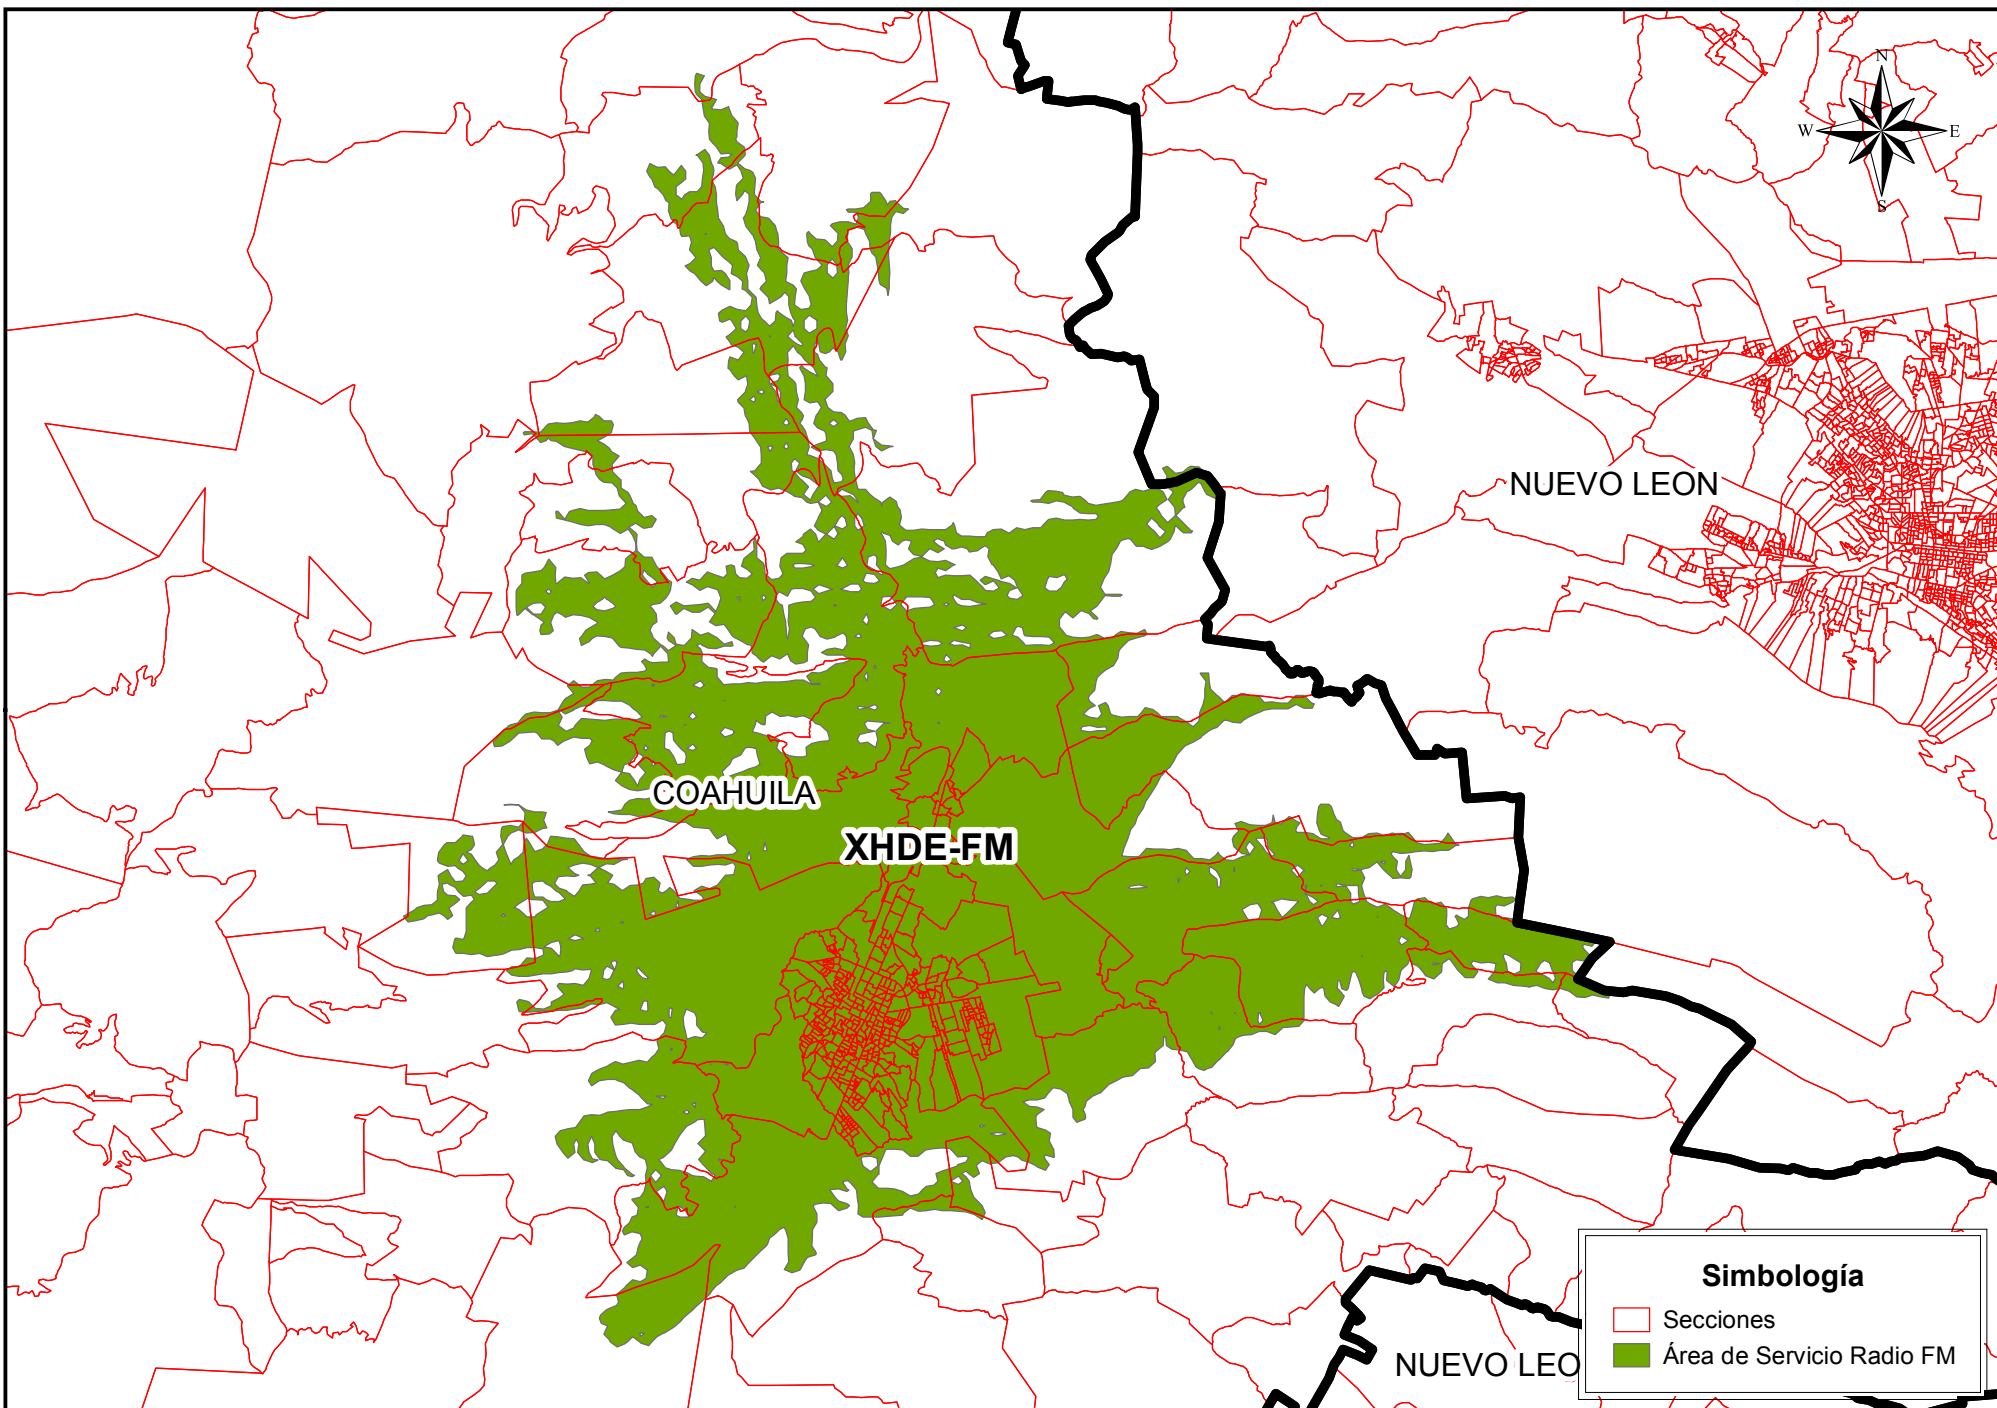 N
W E
S
NUEVO LEON
COAHUILA
XHDE-FM
Simbología
Secciones
Área de Servicio Radio FM
NUEVO LEO